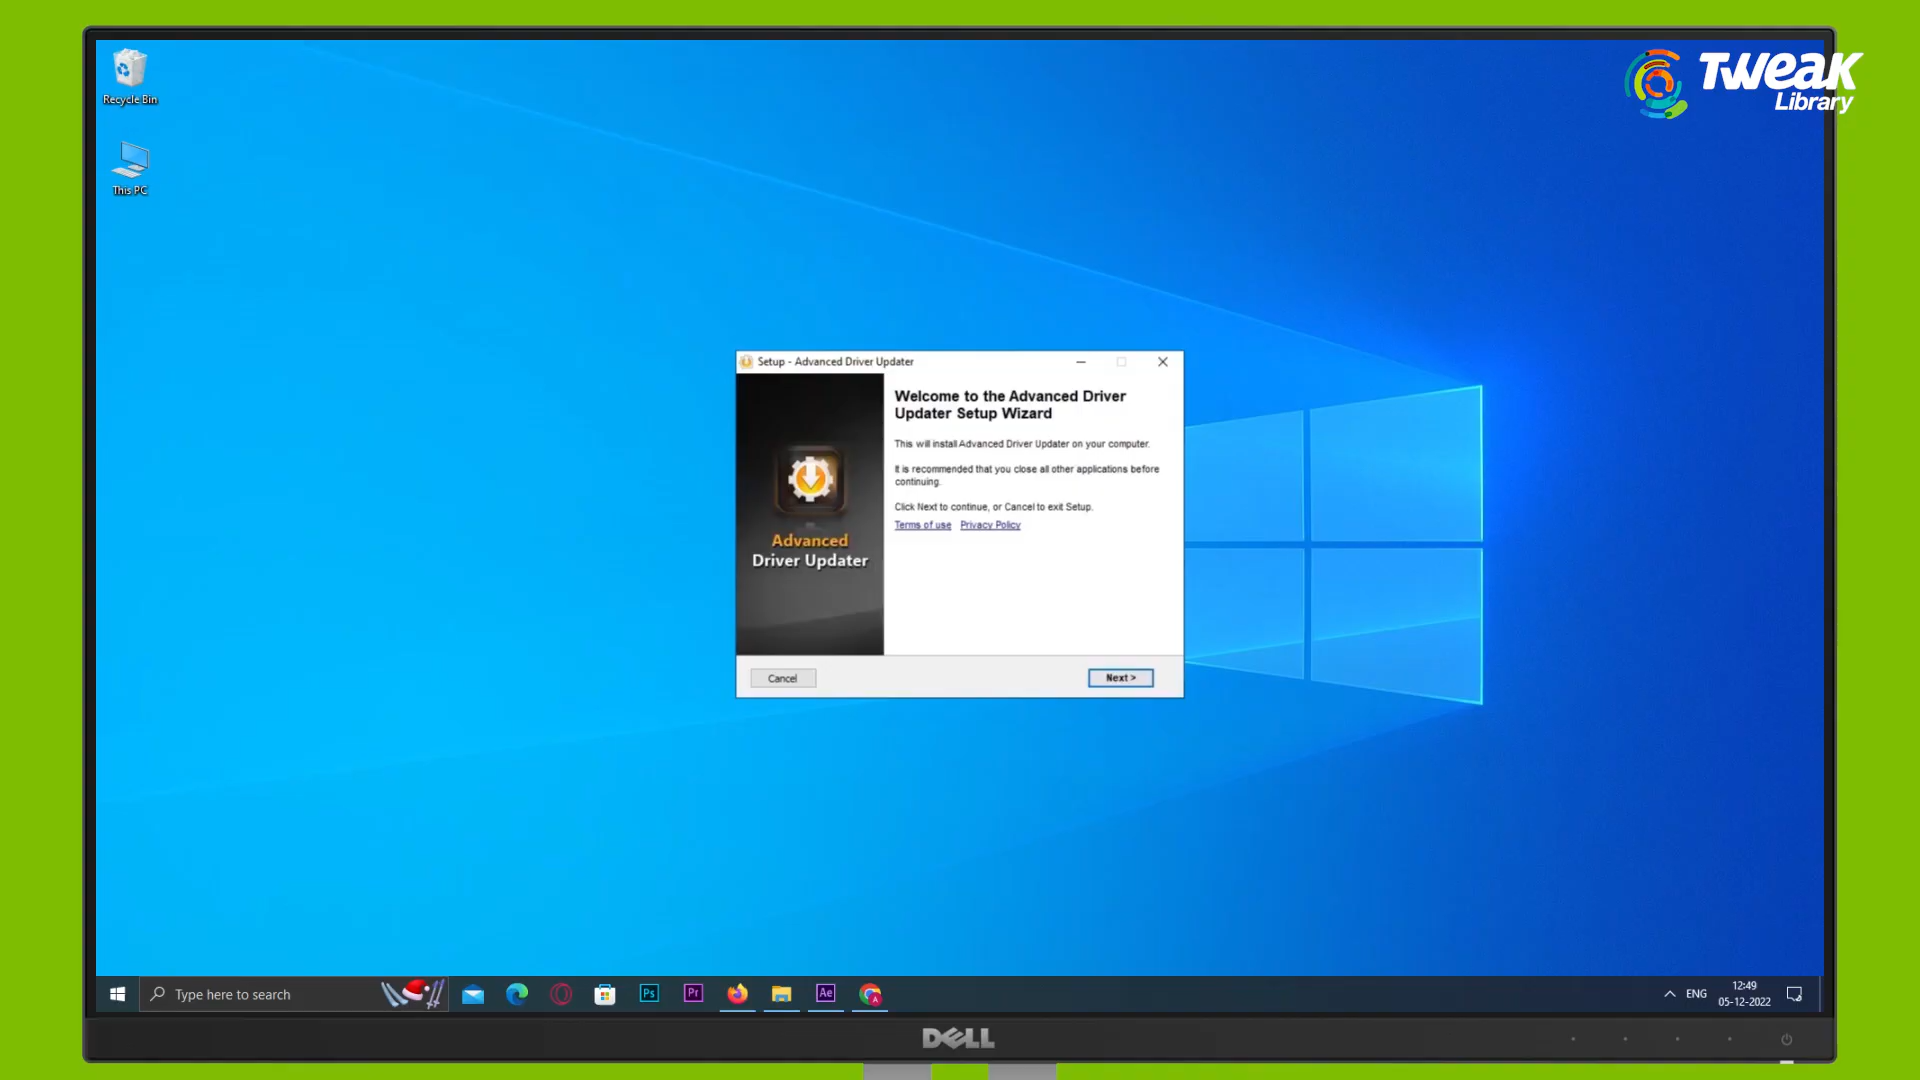 Recycle Bin
This PC
TWEAK
Library
Setup - Advanced Driver Updater
Welcome to the Advanced Driver
Updater Setup Wizard
This will install Advanced Driver Updater on your computer.
It is recommended that you close all other applications before
continuing.
Click Next to continue, or Cancel to exit Setup.
Terms of use Privacy Policy
Advanced
Driver Updater
Cancel
Next >
Type here to search
Ps
Pr
Ae
A
ENG
12:49
05-12-2022
DELL